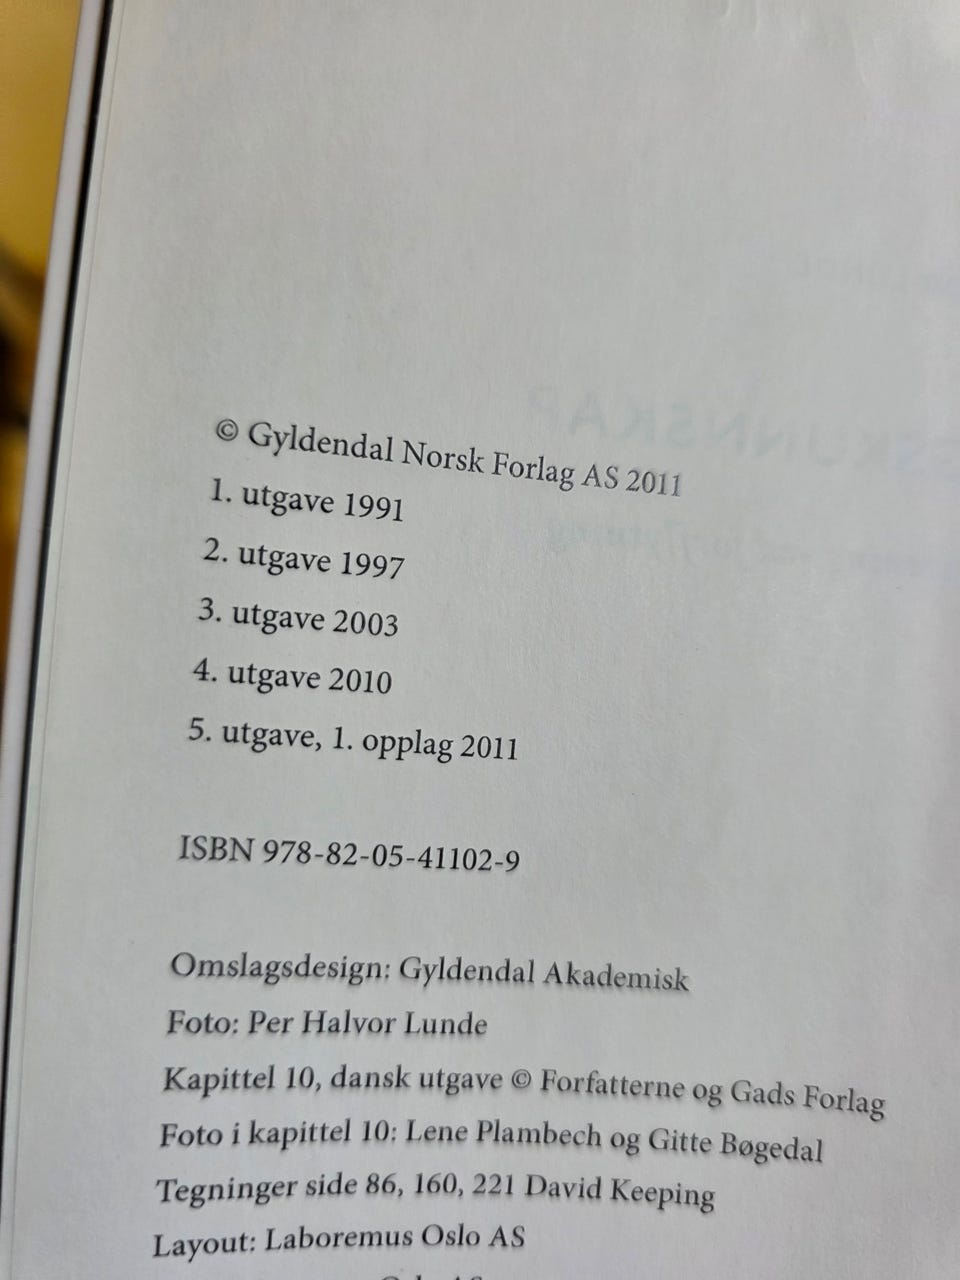 © Gyldendal Norsk Forlag AS 2011
1. utgave 1991
2. utgave 1997
3. utgave 2003
4. utgave 2010
5. utgave, 1. opplag 2011
ISBN 978-82-05-41102-9
Omslagsdesign: Gyldendal Akademisk
Foto: Per Halvor Lunde
Kapittel 10, dansk utgave © Forfatterne og Gads Forlag
Foto i kapittel 10: Lene Plambech og Gitte Bøgedal
Tegninger side 86, 160, 221 David Keeping
Layout: Laboremus Oslo AS